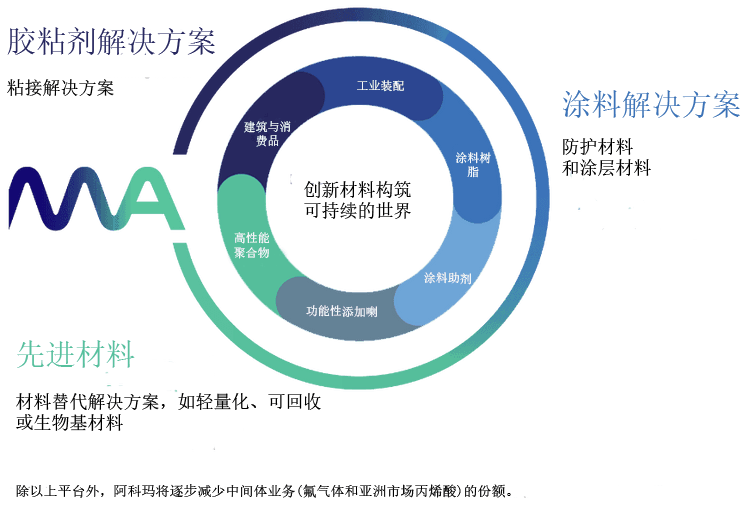 胶粘剂解决方案
粘接解决方案
涂料解决方案
防护材料
和涂层材料
工业装配
建筑与消
费品
涂料树
脂
创新材料构筑
可持续的世界
高性能
聚合物
涂料助剂
功能性添加喇
先进材料
材料替代解决方案，如轻量化、可回收
或生物基材料
除以上平台外，阿科玛将逐步减少中间体业务(氟气体和亚洲市场丙烯酸)的份额。